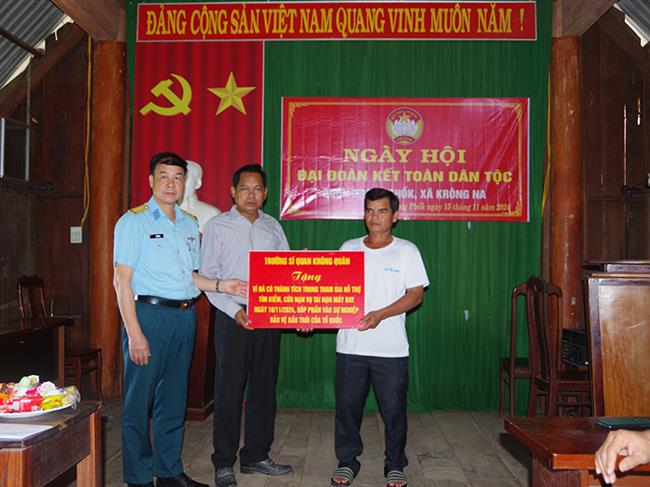 ĐẢNG CỘNG SẢN VIỆT NAM QUANG VINH MUÔN NĂM !
NGÀY HỘI
ĐẠI ĐOÀN KẾT TOÀN DÂN TỘC
XÃ KRÔNG NA
ngày 15 tháng 11 năm 2024
TRƯỜNG SĨ QUAN KHÔNG QUÂN
Tặng
VÌ ĐÃ CÓ THÀNH TÍCH TRONG THAM GIA HỖ TRỢ
TÌM KIẾM, CỨU NẠN VỤ TAI NẠN MÁY BAY
NGÀY 10/11/2024, GÓP PHẦN VÀO SỰ NGHIỆP
BẢO VỆ BẦU TRỜI CỦA TỔ QUỐC